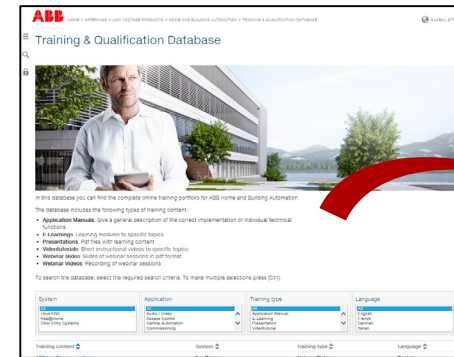 ABB HOME • OFFERINGS • LOW VOLTAGE PRODUCTS • HOME AND BUILDING AUTOMATION • TRAINING & QUALIFICATION DATABASE
GLOBAL SITE
Training & Qualification Database
In this database you can find the complete online training portfolio for ABB Home and Building Automation.
The database includes the following types of training content:
• Application Manuals: Give a general description of the correct implementation of individual technical
functions
• E-Learnings: Learning modules to specific topics
• Presentations: Pdf files with learning content
• Videotutorials: Short instructional videos to specific topics
• Webinar slides: Slides of webinar sessions in pdf format
• Webinar Videos: Recording of webinar sessions
To search the database, select the required search criteria. To make multiple selections press [Ctrl].
System Application Training type Language
All All All All
Audio / Video Application Manual English
Access Control E-Learning French
Door Entry Systems Central Automation Presentation German
Commissioning Videotutorial Italian
Training content System Training type Language